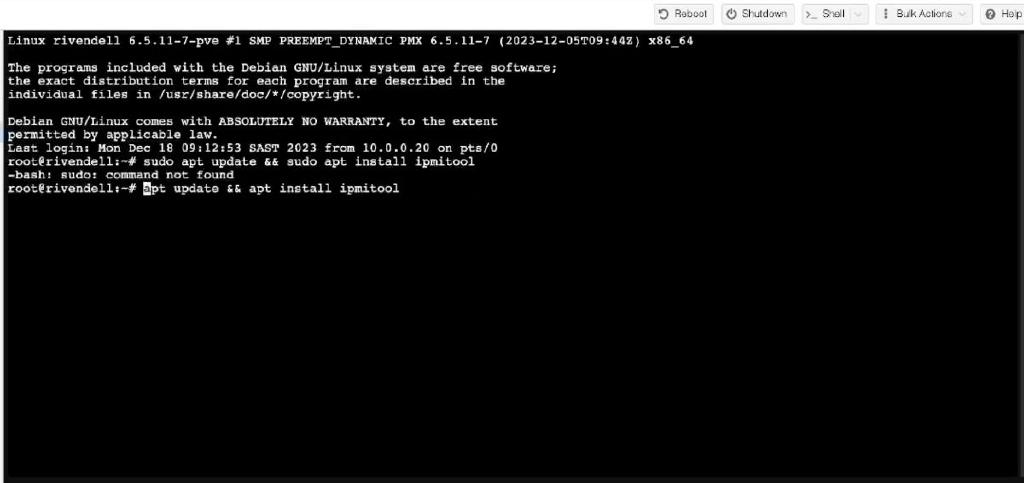 Reboot Shutdown >_ Shell Bulk Actions Help
Linux rivendell 6.5.11-7-pve #1 SMP PREEMPT_DYNAMIC PMX 6.5.11-7 (2023-12-05T09:44Z) x86_64
The programs included with the Debian GNU/Linux system are free software;
the exact distribution terms for each program are described in the
individual files in /usr/share/doc/*/copyright.
Debian GNU/Linux comes with ABSOLUTELY NO WARRANTY, to the extent
permitted by applicable law.
Last login: Mon Dec 18 09:12:53 SAST 2023 from 10.0.0.20 on pts/0
root@rivendell:~# sudo apt update && sudo apt install ipmitool
-bash: sudo: command not found
root@rivendell:~# apt update && apt install ipmitool